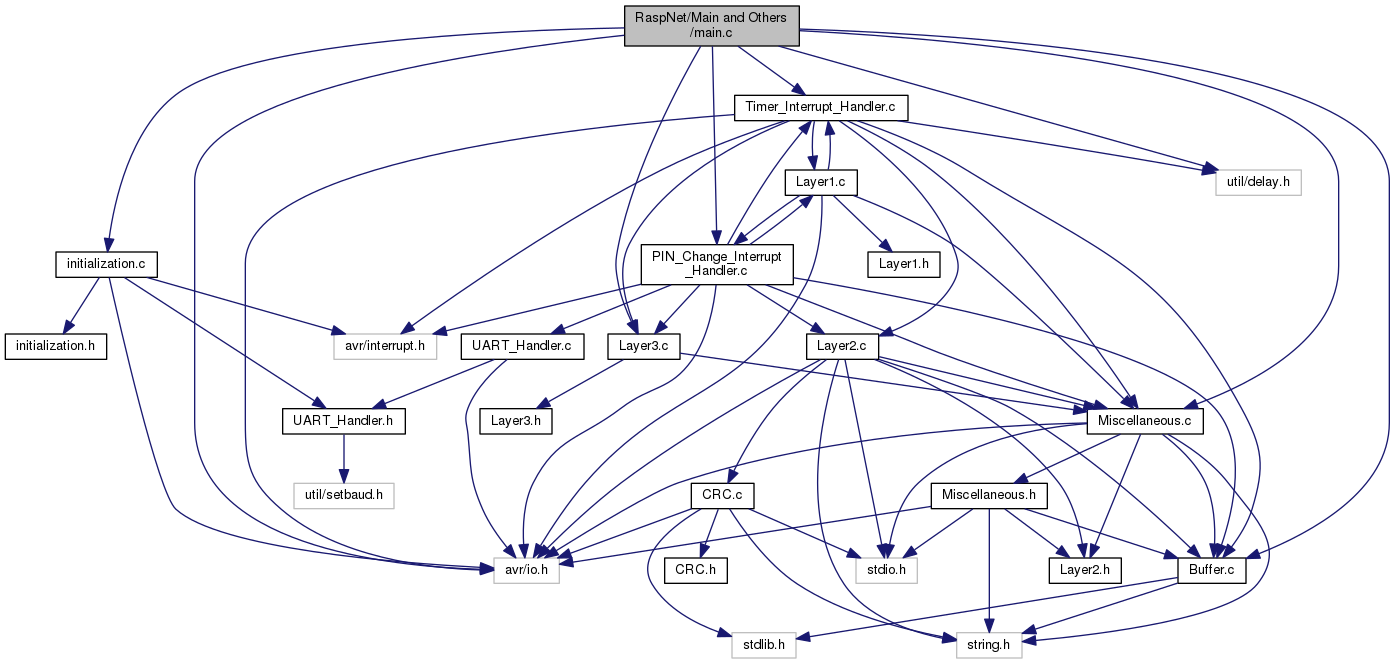 RaspNet/Main and Others
/main.c
Timer_Interrupt_Handler.c
Layer1.c
util/delay.h
initialization.c
PIN_Change_Interrupt
_Handler.c
Layer1.h
initialization.h
avr/interrupt.h
UART_Handler.c
Layer3.c
Layer2.c
UART_Handler.h
Layer3.h
Miscellaneous.c
util/setbaud.h
CRC.c
Miscellaneous.h
avr/io.h
CRC.h
stdio.h
Layer2.h
Buffer.c
stdlib.h
string.h